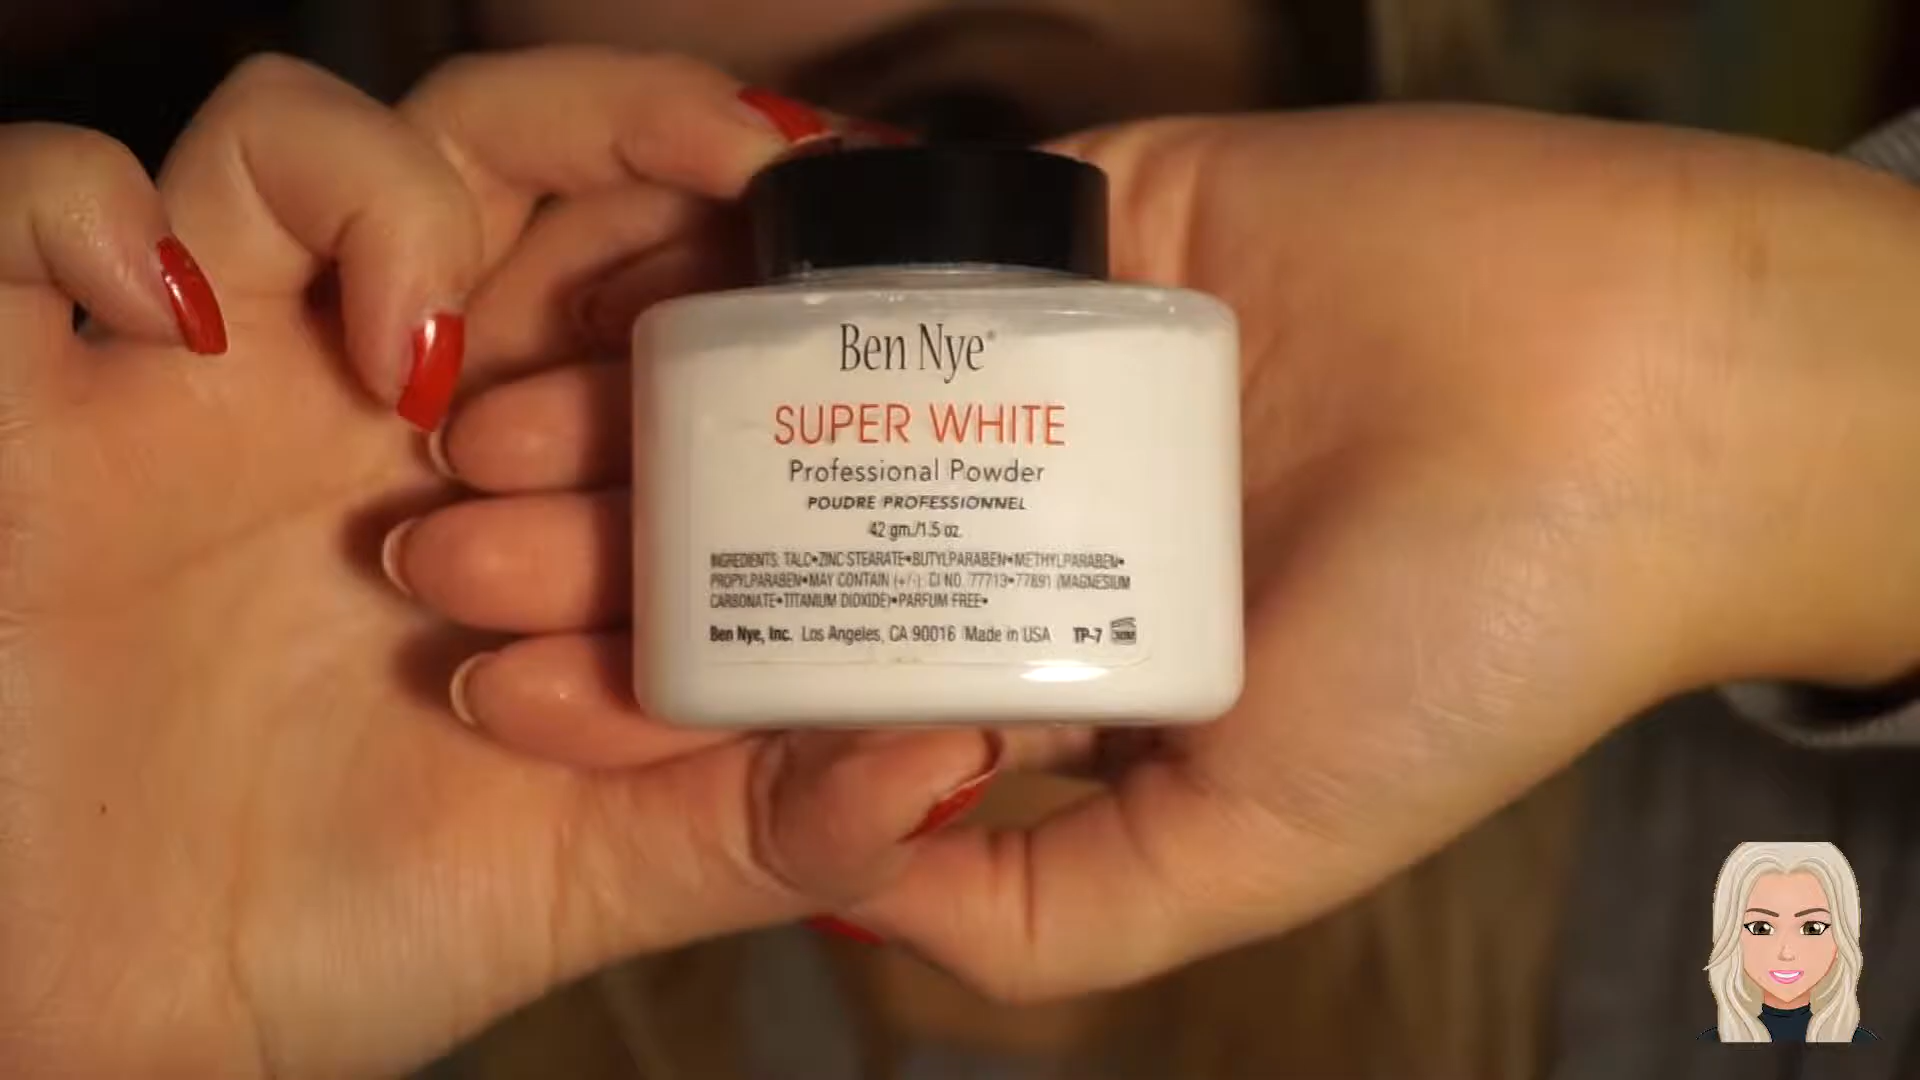 Ben Nye®
SUPER WHITE
Professional Powder
POUDRE PROFESSIONNEL
42 gm./1.5 oz.
INGREDIENTS: TALC•ZINC STEARATE•BUTYLPARABEN•METHYLPARABEN•
PROPYLPARABEN•MAY CONTAIN (+/-): CI NO. 77713•77891 (MAGNESIUM
CARBONATE•TITANIUM DIOXIDE)•PARFUM FREE•
Ben Nye, Inc. Los Angeles, CA 90016 Made in USA TP-7